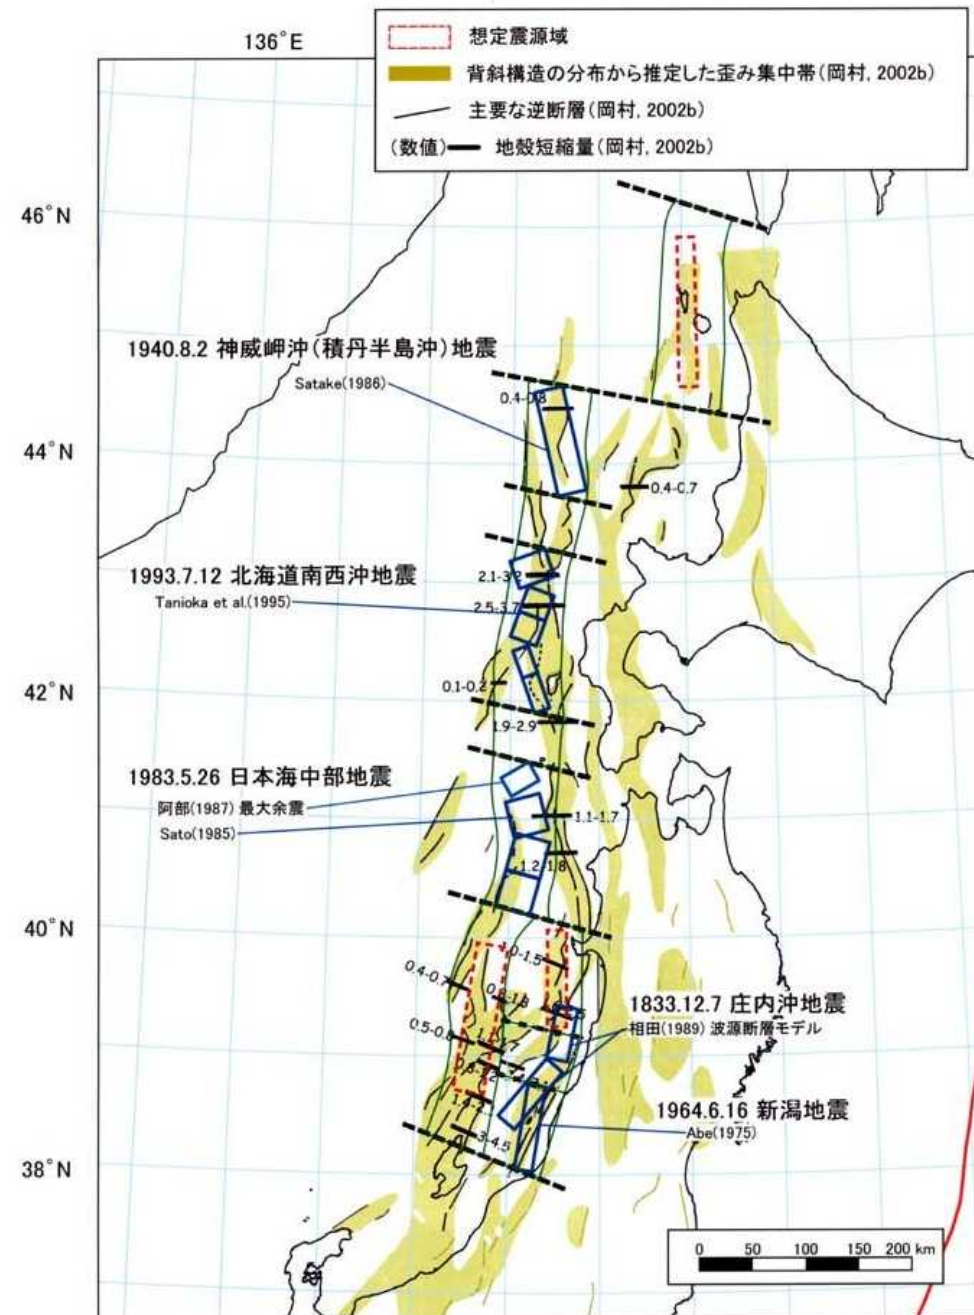 136°E
想定震源域
背斜構造の分布から推定した歪み集中帯(岡村, 2002b)
主要な逆断層(岡村, 2002b)
(数値) 地殻短縮量(岡村, 2002b)
46°N
1940.8.2 神威岬沖(積丹半島沖)地震
Satake(1986)
0.4-0.8
44°N
0.4-0.7
1993.7.12 北海道南西沖地震
2.1-3.2
Tanioka et al.(1995)
2.5-3.7
42°N
0.1-0.2
1.9-2.9
1983.5.26 日本海中部地震
阿部(1987) 最大余震
1.1-1.7
Sato(1985)
1.2-1.8
40°N
0.4-0.7
1833.12.7 庄内沖地震
相田(1989) 波源断層モデル
1964.6.16 新潟地震
Abe(1975)
38°N
3-4.5
0 50 100 150 200 km